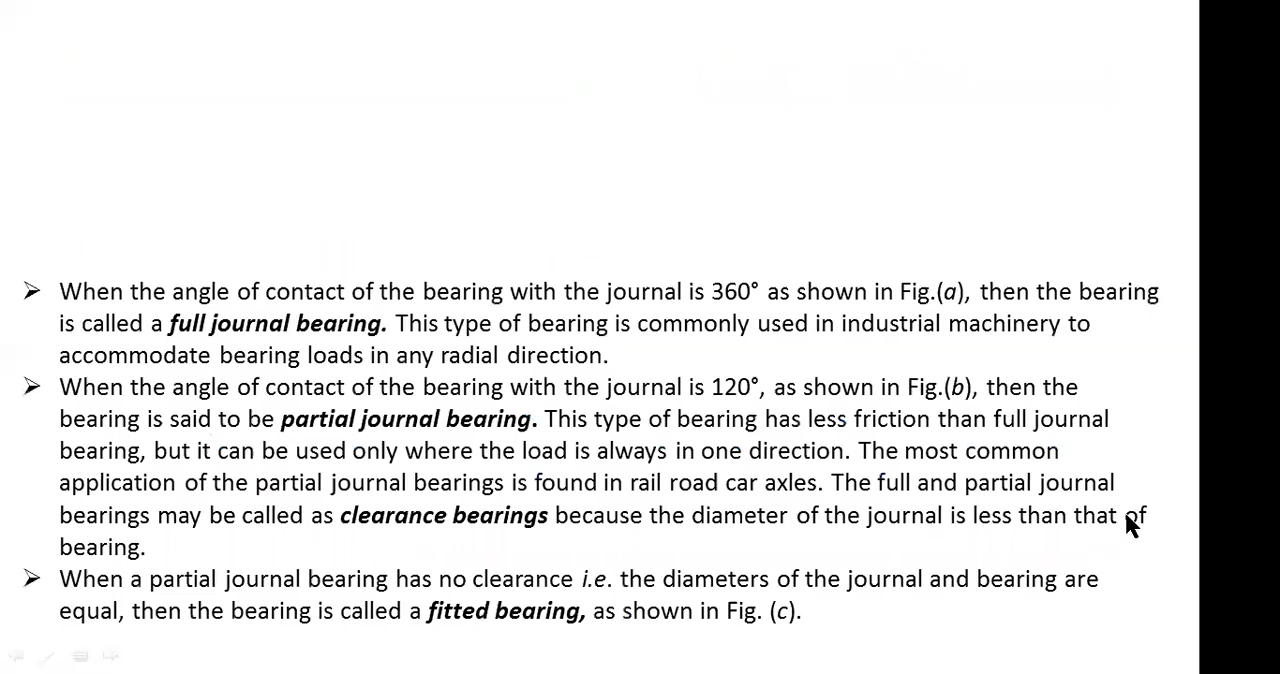 ➢ When the angle of contact of the bearing with the journal is 360° as shown in Fig.(a), then the bearing
is called a full journal bearing. This type of bearing is commonly used in industrial machinery to
accommodate bearing loads in any radial direction.
➢ When the angle of contact of the bearing with the journal is 120°, as shown in Fig.(b), then the
bearing is said to be partial journal bearing. This type of bearing has less friction than full journal
bearing, but it can be used only where the load is always in one direction. The most common
application of the partial journal bearings is found in rail road car axles. The full and partial journal
bearings may be called as clearance bearings because the diameter of the journal is less than that of
bearing.
➢ When a partial journal bearing has no clearance i.e. the diameters of the journal and bearing are
equal, then the bearing is called a fitted bearing, as shown in Fig. (c).